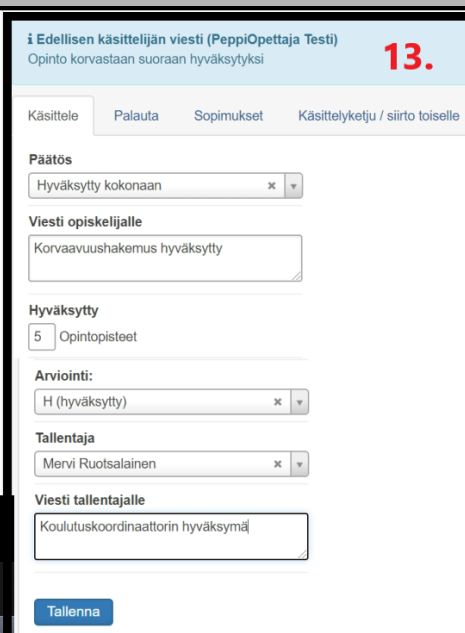 i Edellisen käsittelijän viesti (PeppiOpettaja Testi)
Opinto korvastaan suoraan hyväksytyksi
13.
Käsittele Palauta Sopimukset Käsittelyketju / siirto toiselle
Päätös
Hyväksytty kokonaan
Viesti opiskelijalle
Korvaavuushakemus hyväksytty
Hyväksytty
5 Opintopisteet
Arviointi:
H (hyväksytty)
Tallentaja
Mervi Ruotsalainen
Viesti tallentajalle
Koulutuskoordinaattorin hyväksymä
Tallenna